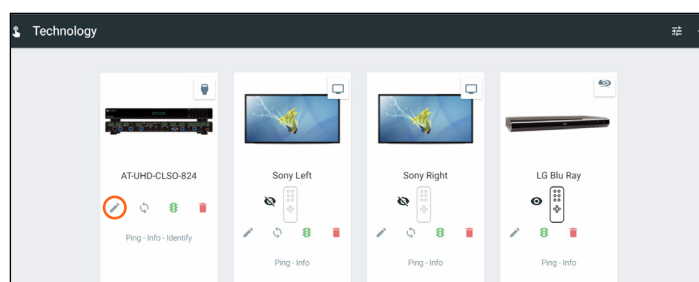 Technology
AT-UHD-CLSO-824
Sony Left
Sony Right
LG Blu Ray
Ping - Info - Identify
Ping - Info
Ping - Info
Ping - Info